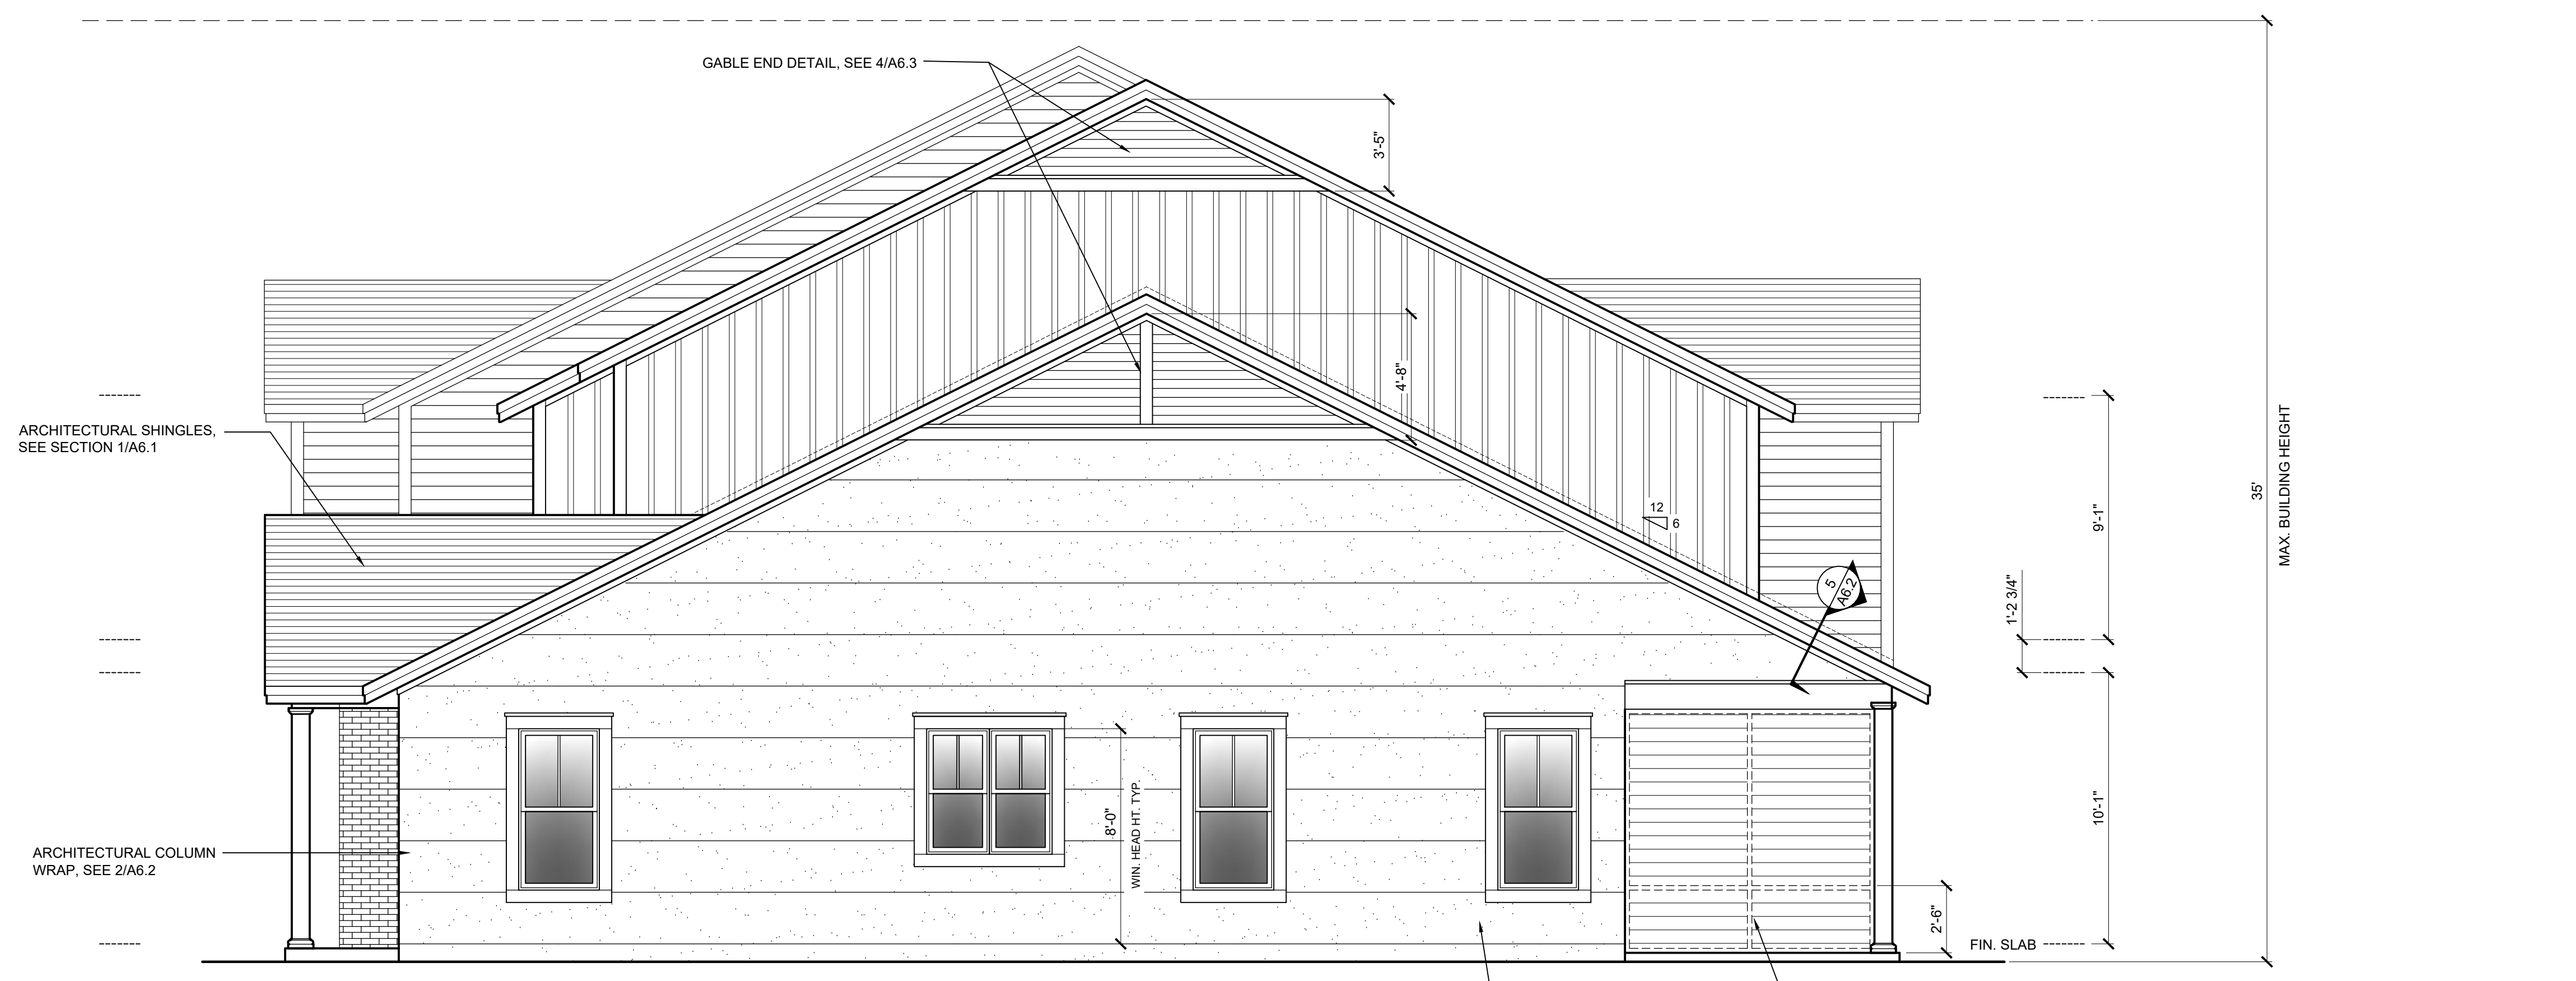 GABLE END DETAIL, SEE 4/A6.3
3'-5"
4'-8"
ARCHITECTURAL SHINGLES,
SEE SECTION 1/A6.1
12
6
5
A6.2
1'-2 3/4"
9'-1"
35'
MAX. BUILDING HEIGHT
10'-1"
8'-0"
WIN. HEAD HT. TYP.
ARCHITECTURAL COLUMN
WRAP, SEE 2/A6.2
2'-6"
FIN. SLAB